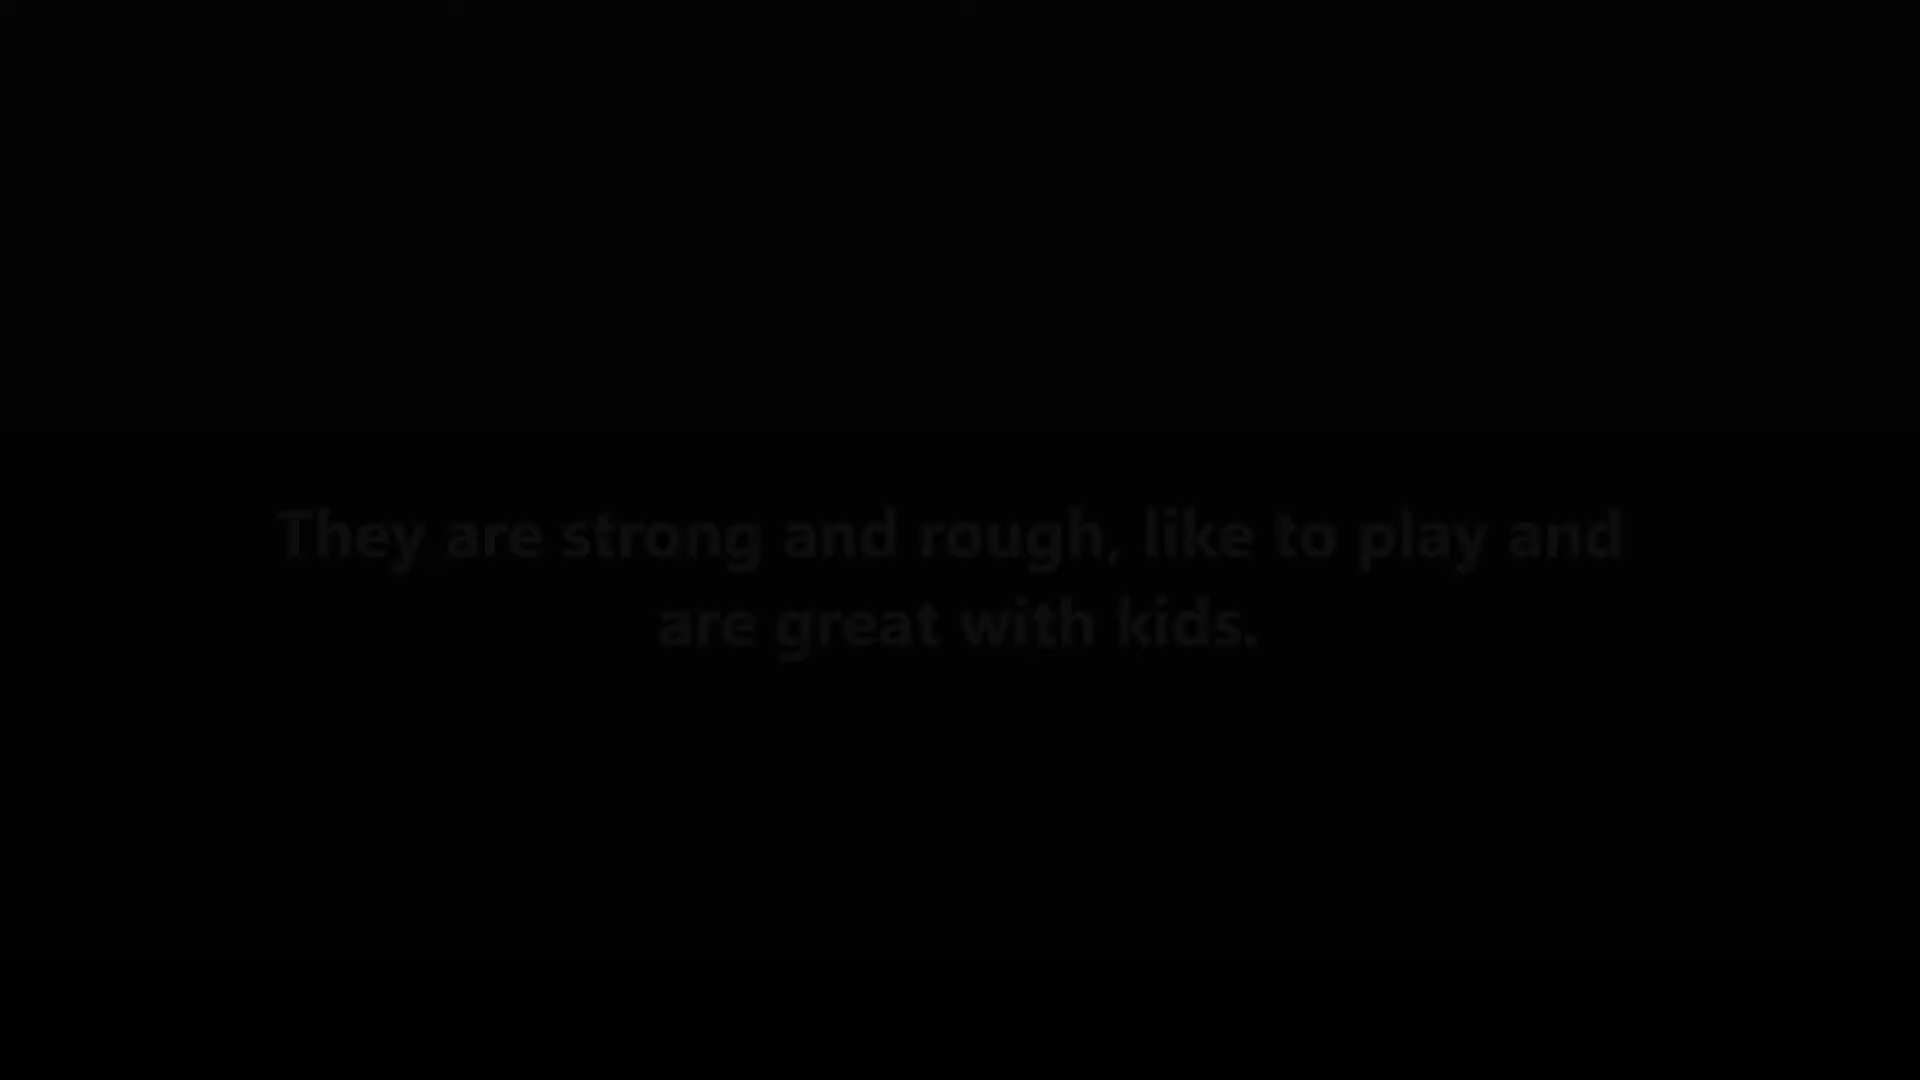 They are strong and rough, like to play and
are great with kids.